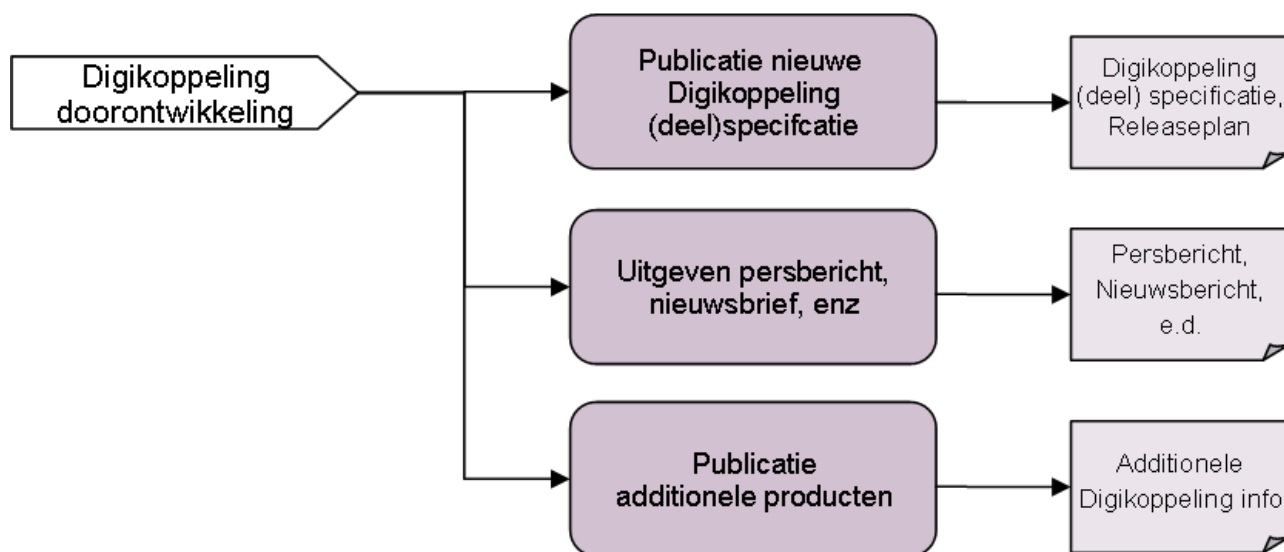 Digikoppeling
doorontwikkeling
Publicatie nieuwe
Digikoppeling
(deel)specifcatie
Digikoppeling
(deel) specificatie,
Releaseplan
Uitgeven persbericht,
nieuwsbrief, enz
Persbericht,
Nieuwsbericht,
e.d.
Publicatie
additionele producten
Additionele
Digikoppeling info